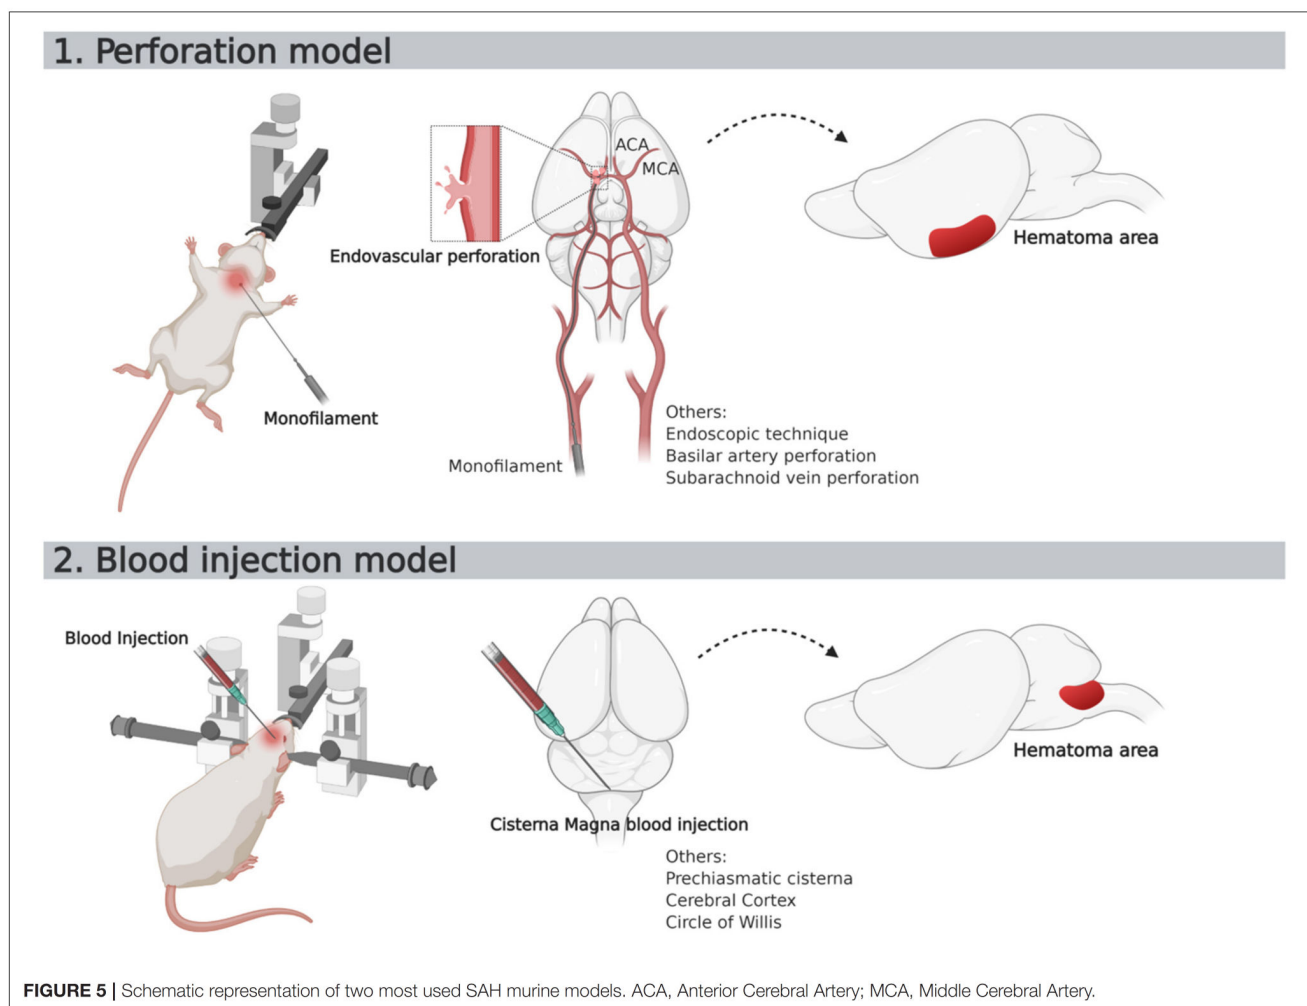 1. Perforation model
ACA
MCA
Endovascular perforation
Hematoma area
Monofilament
Monofilament
Others:
Endoscopic technique
Basilar artery perforation
Subarachnoid vein perforation
2. Blood injection model
Blood Injection
Hematoma area
Cisterna Magna blood injection
Others:
Prechiasmatic cisterna
Cerebral Cortex
Circle of Willis
FIGURE 5 | Schematic representation of two most used SAH murine models. ACA, Anterior Cerebral Artery; MCA, Middle Cerebral Artery.